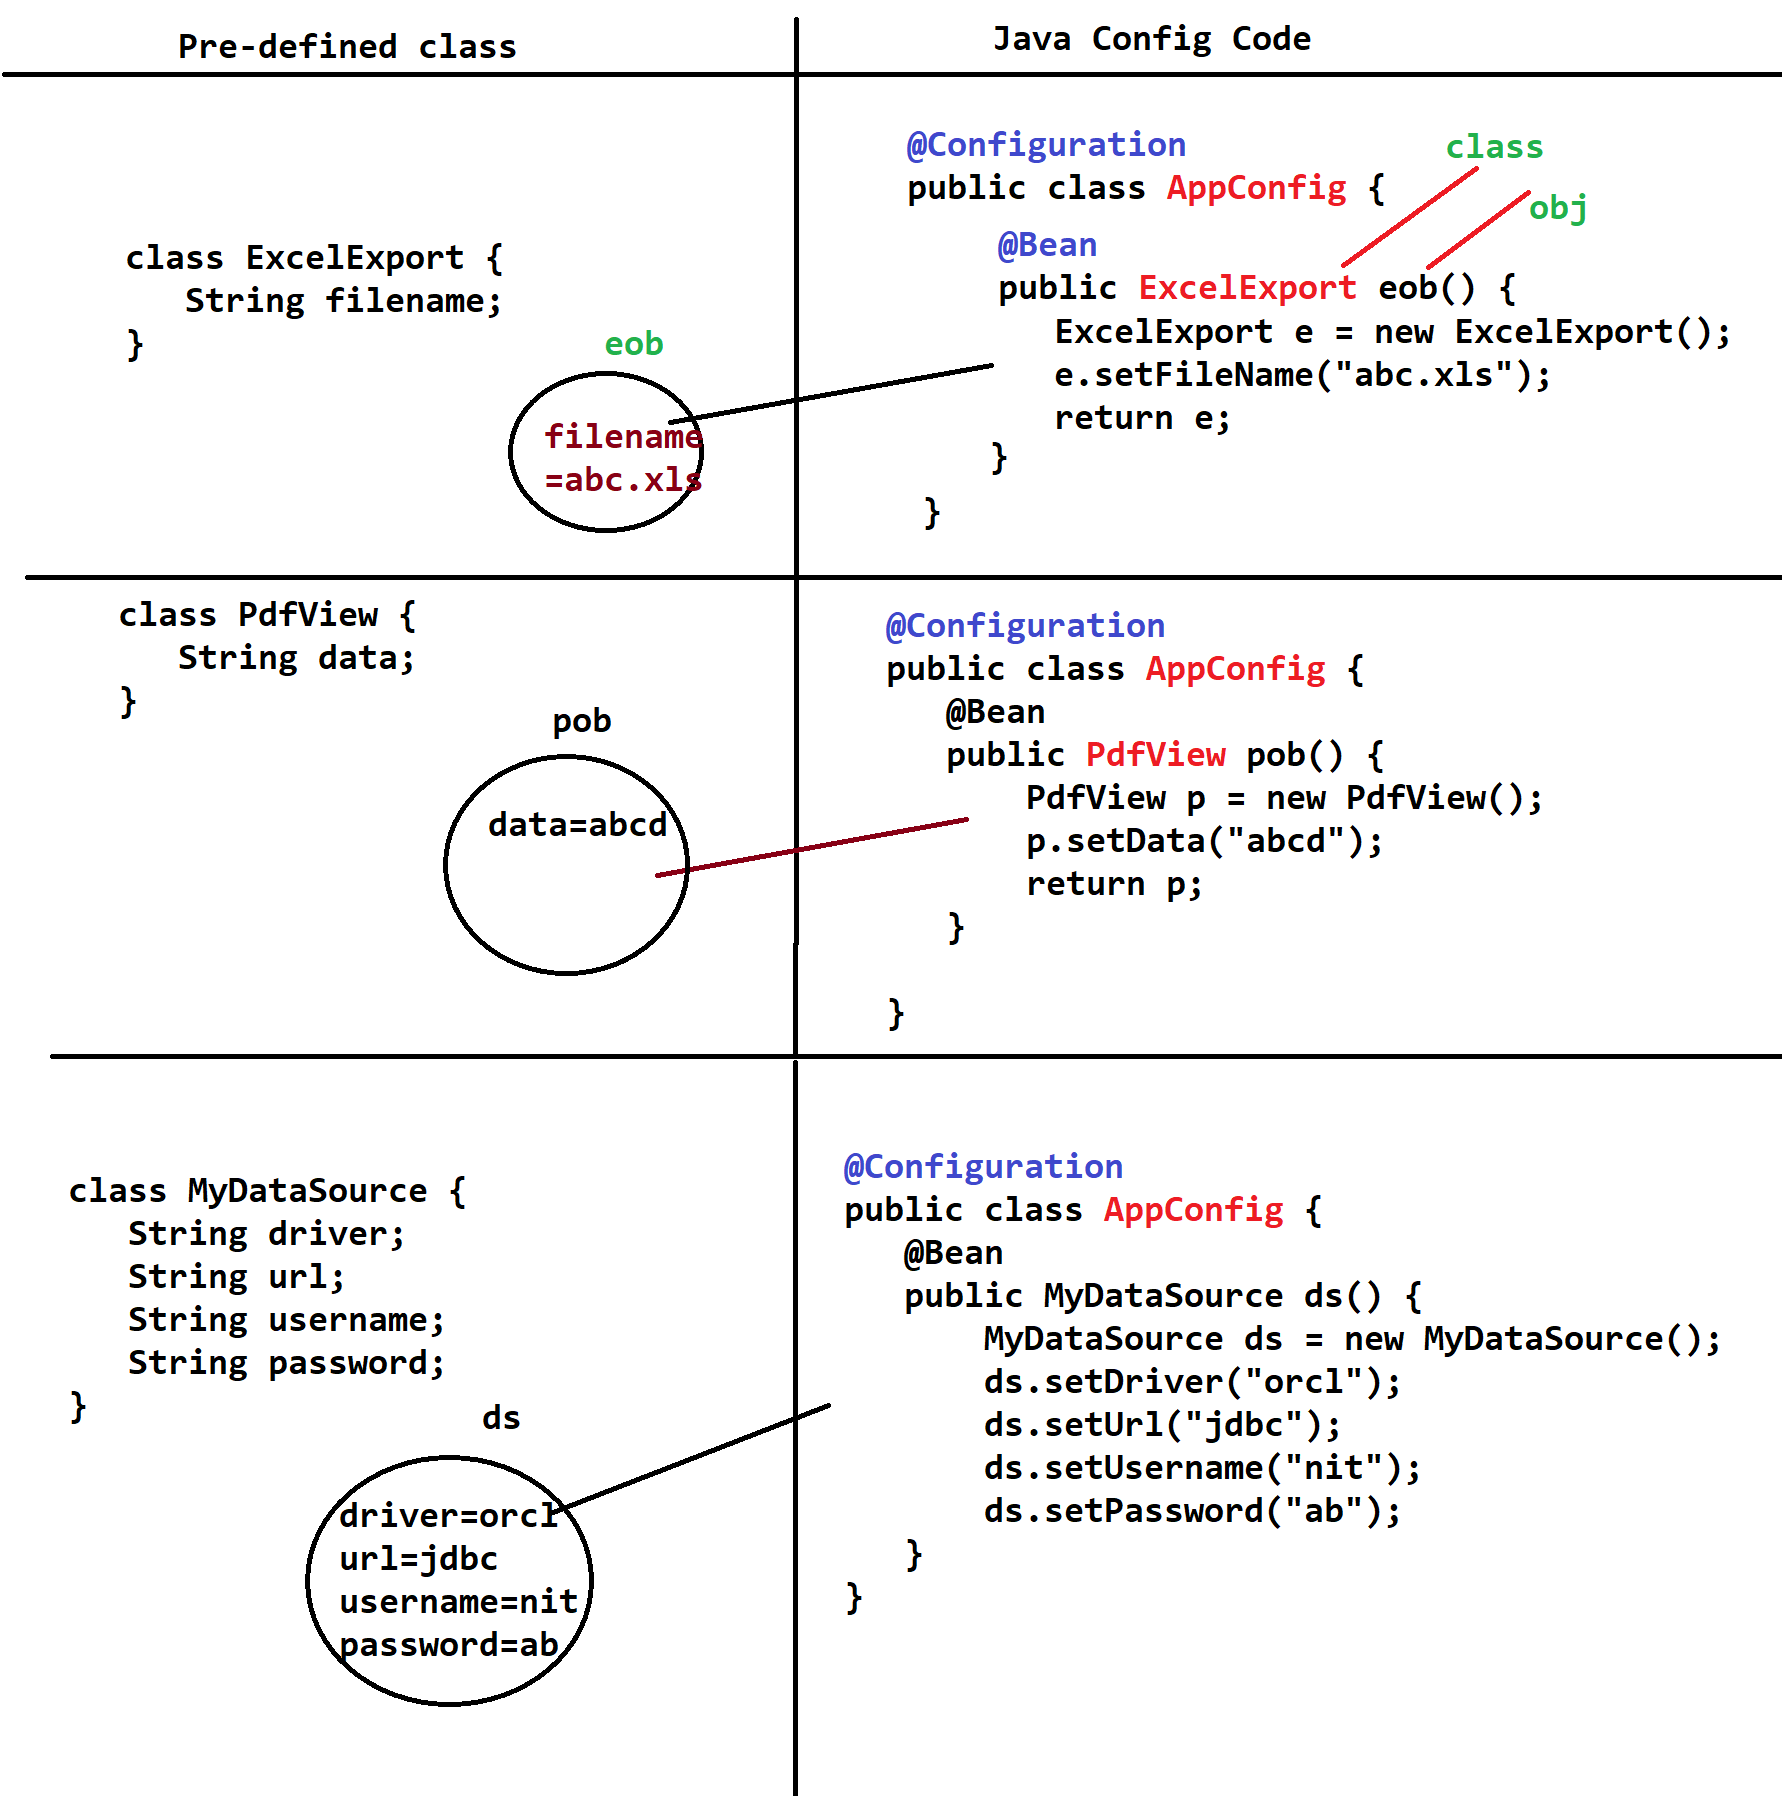 Pre-defined class
Java Config Code
class ExcelExport {
String filename;
}
eob
filename
=abc.xls
@Configuration
public class AppConfig {
class
obj
@Bean
public ExcelExport eob() {
ExcelExport e = new ExcelExport();
e.setFileName("abc.xls");
return e;
}
}
class PdfView {
String data;
}
pob
data=abcd
@Configuration
public class AppConfig {
@Bean
public PdfView pob() {
PdfView p = new PdfView();
p.setData("abcd");
return p;
}
}
class MyDataSource {
String driver;
String url;
String username;
String password;
}
ds
driver=orcl
url=jdbc
username=nit
password=ab
@Configuration
public class AppConfig {
@Bean
public MyDataSource ds() {
MyDataSource ds = new MyDataSource();
ds.setDriver("orcl");
ds.setUrl("jdbc");
ds.setUsername("nit");
ds.setPassword("ab");
}
}